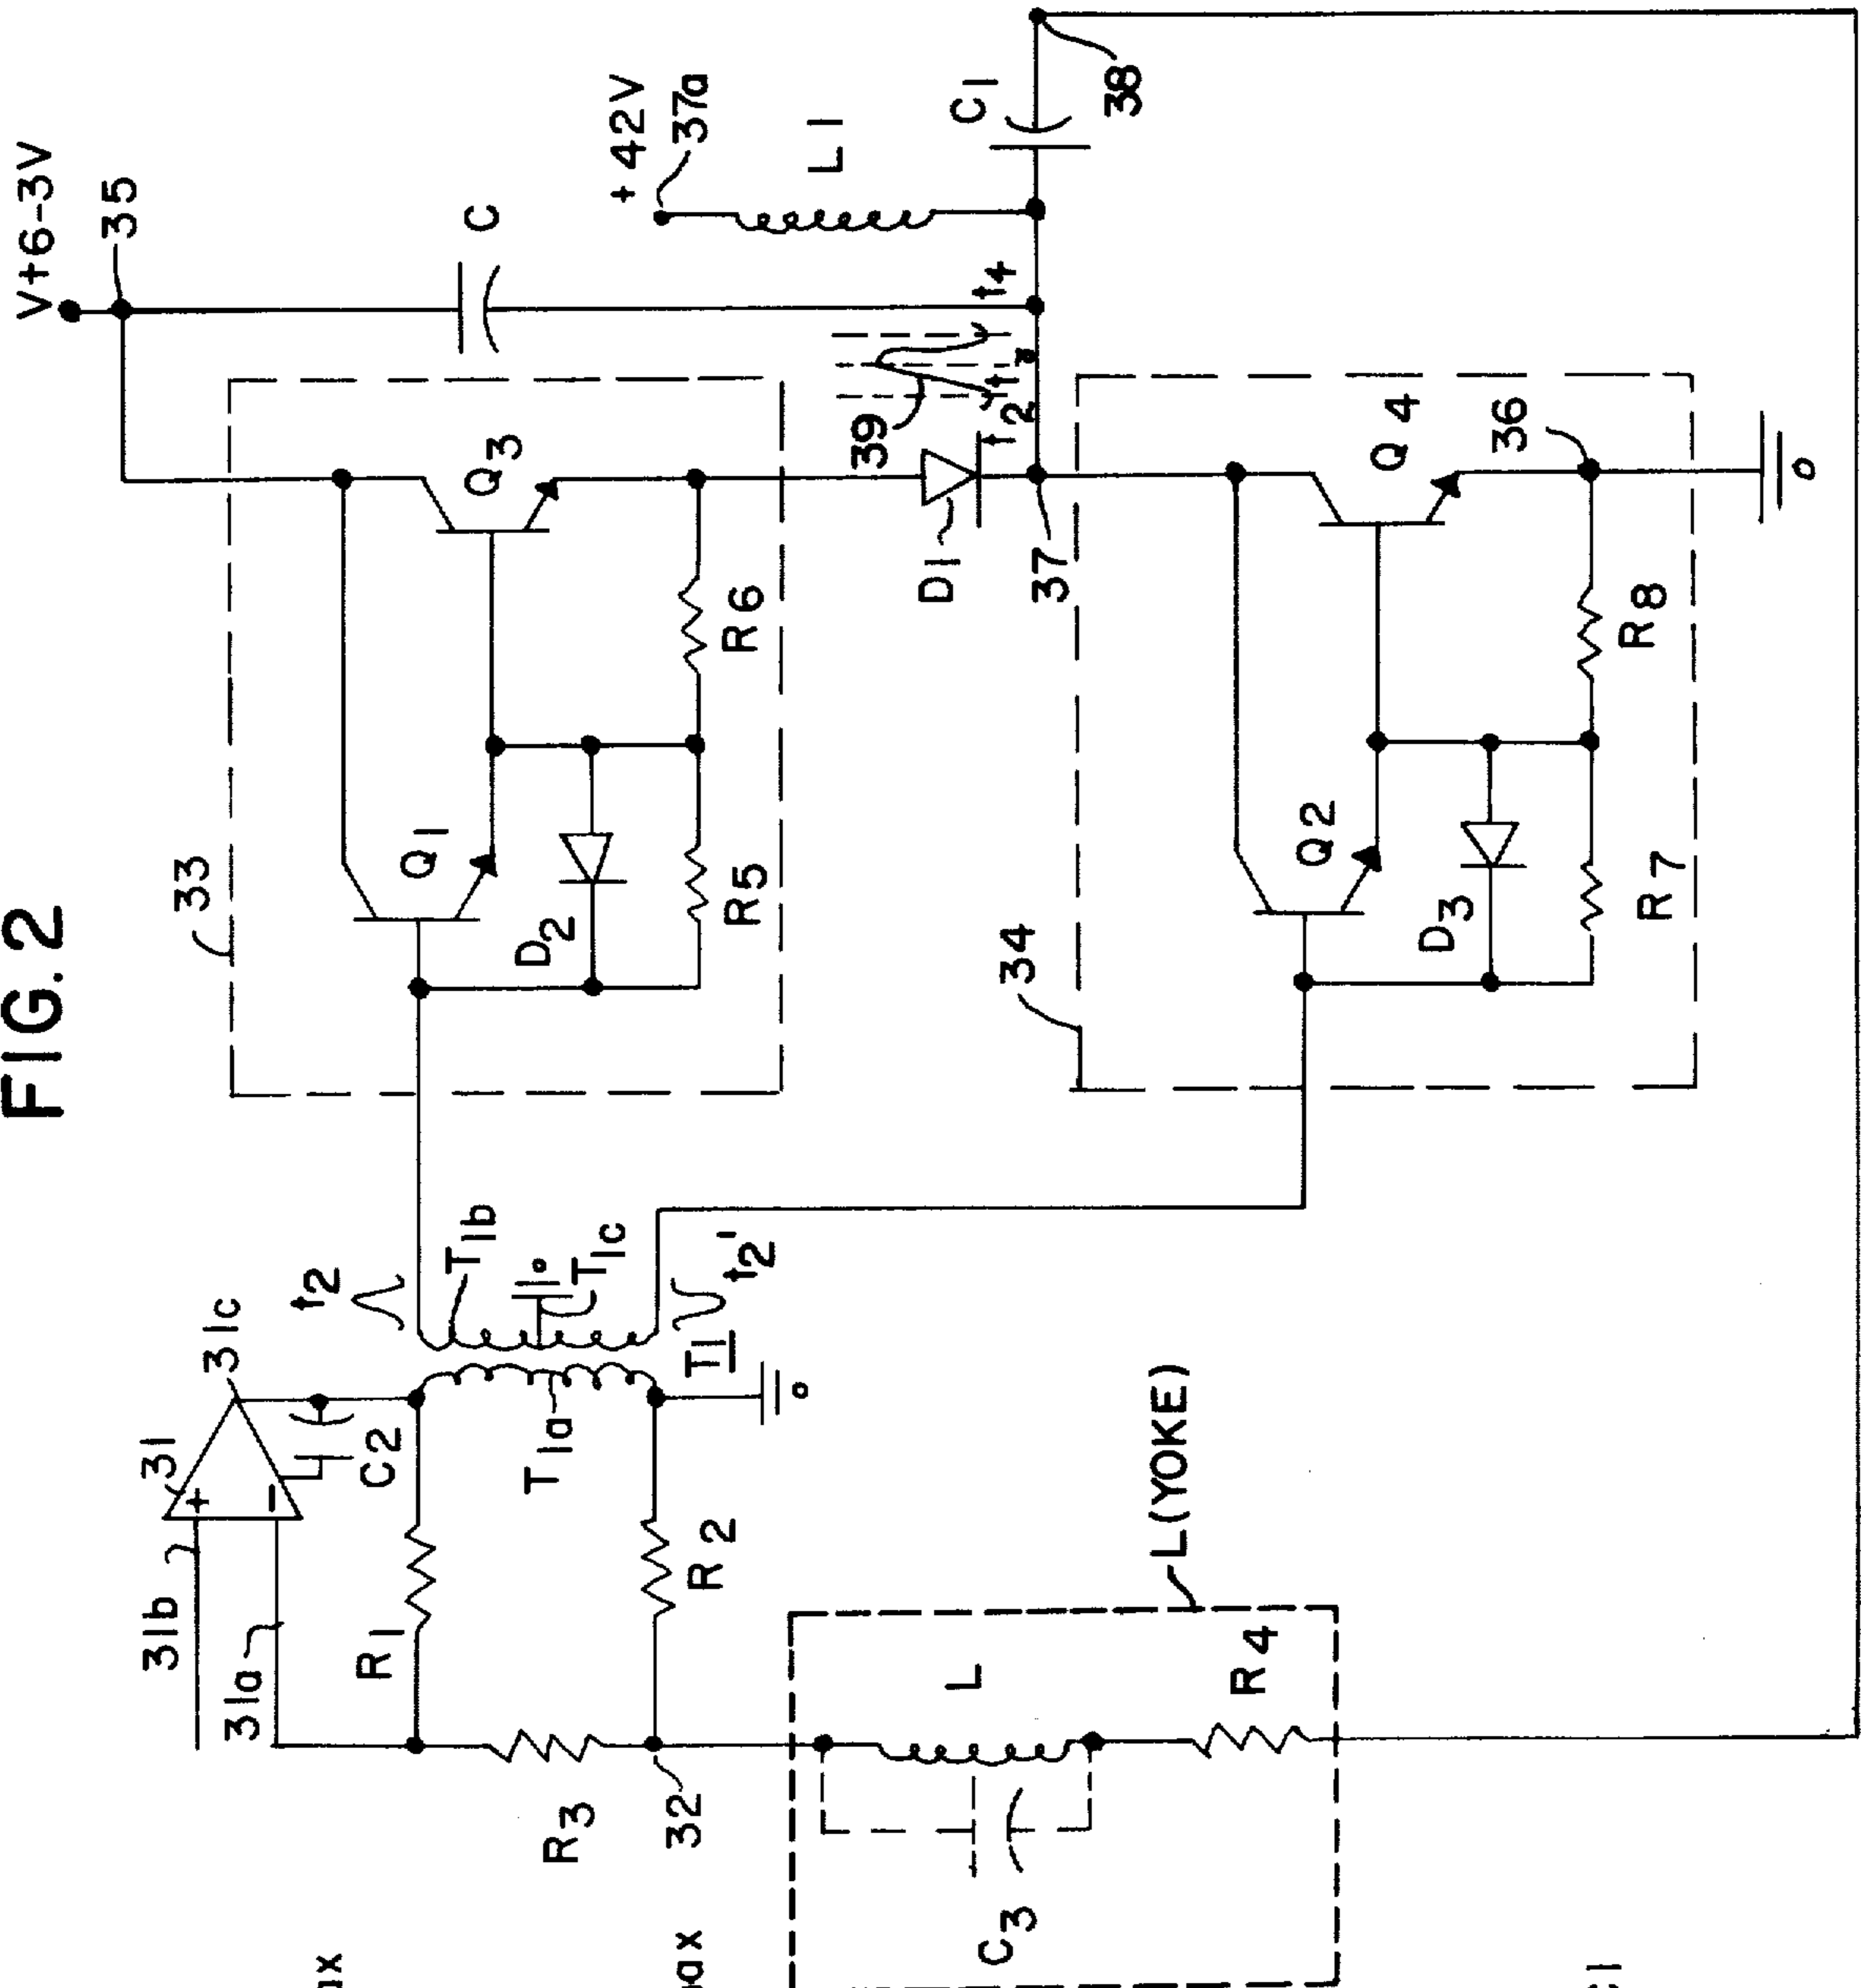 FIG. 2
V+6-3V
35
33
Q1
Q3
C
+42V
37a
L1
C1
38
D2
R5
R6
39
t2
t3
t4
D1
37
34
Q2
Q4
36
D3
R7
R8
31
31b
31a
31c
C2
R1
R2
R3
32
t2
T1b
T1c
T1a
T1
t2'
L(YOKE)
L
R4
C3
ax